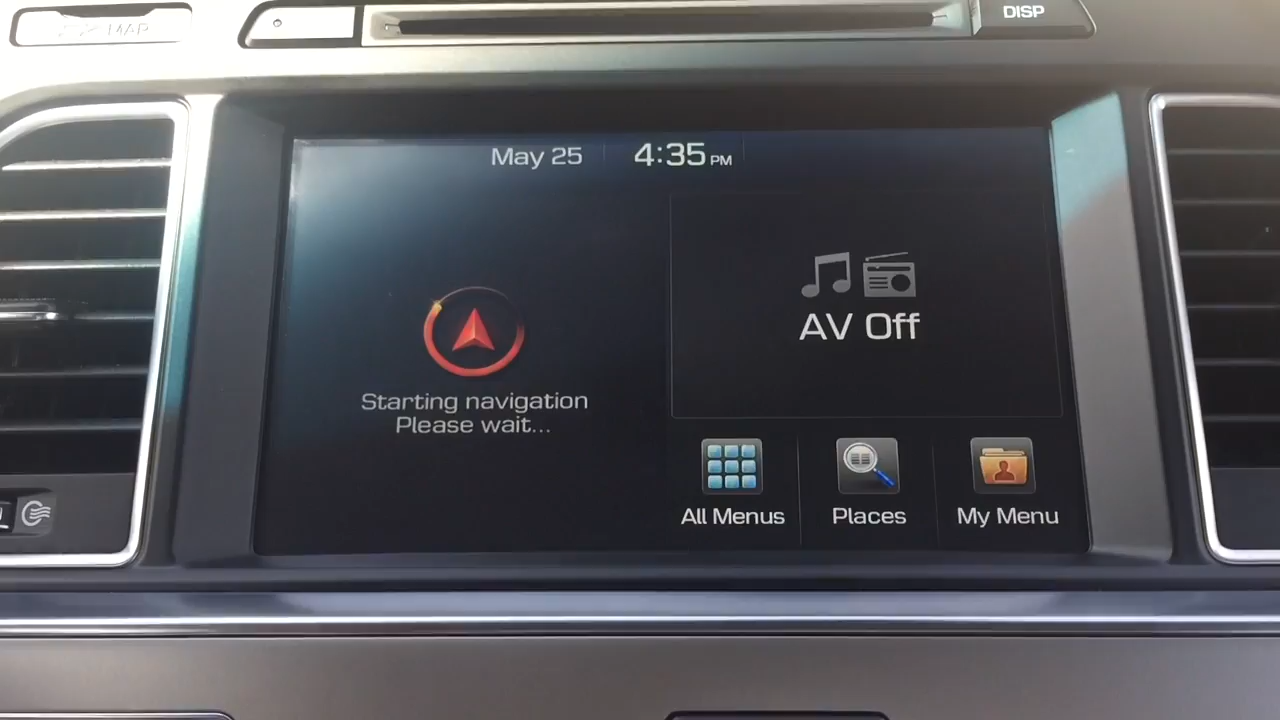 MAP
DISP
May 25
4:35 PM
AV Off
Starting navigation
Please wait...
All Menus
Places
My Menu